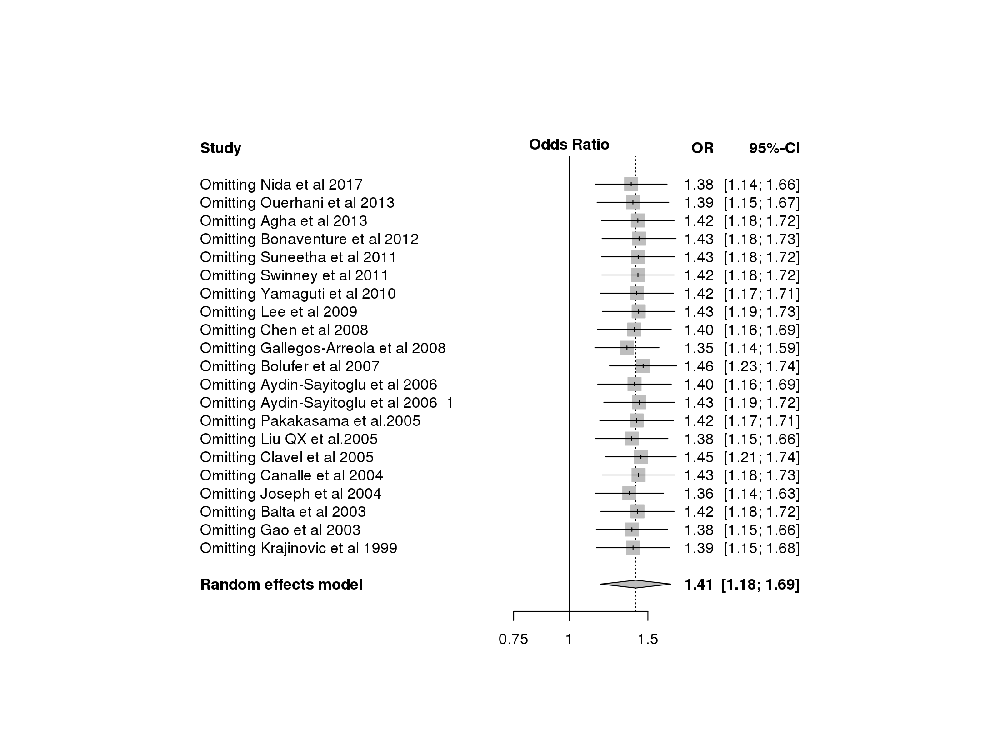 Study Odds Ratio OR 95%-CI
Omitting Nida et al 2017 1.38 [1.14; 1.66]
Omitting Ouerhani et al 2013 1.39 [1.15; 1.67]
Omitting Agha et al 2013 1.42 [1.18; 1.72]
Omitting Bonaventure et al 2012 1.43 [1.18; 1.73]
Omitting Suneetha et al 2011 1.43 [1.18; 1.72]
Omitting Swinney et al 2011 1.42 [1.18; 1.72]
Omitting Yamaguti et al 2010 1.42 [1.17; 1.71]
Omitting Lee et al 2009 1.43 [1.19; 1.73]
Omitting Chen et al 2008 1.40 [1.16; 1.69]
Omitting Gallegos-Arreola et al 2008 1.35 [1.14; 1.59]
Omitting Bolufer et al 2007 1.46 [1.23; 1.74]
Omitting Aydin-Sayitoglu et al 2006 1.40 [1.16; 1.69]
Omitting Aydin-Sayitoglu et al 2006_1 1.43 [1.19; 1.72]
Omitting Pakakasama et al.2005 1.42 [1.17; 1.71]
Omitting Liu QX et al.2005 1.38 [1.15; 1.66]
Omitting Clavel et al 2005 1.45 [1.21; 1.74]
Omitting Canalle et al 2004 1.43 [1.18; 1.73]
Omitting Joseph et al 2004 1.36 [1.14; 1.63]
Omitting Balta et al 2003 1.42 [1.18; 1.72]
Omitting Gao et al 2003 1.38 [1.15; 1.66]
Omitting Krajinovic et al 1999 1.39 [1.15; 1.68]
Random effects model 1.41 [1.18; 1.69]
0.75 1 1.5